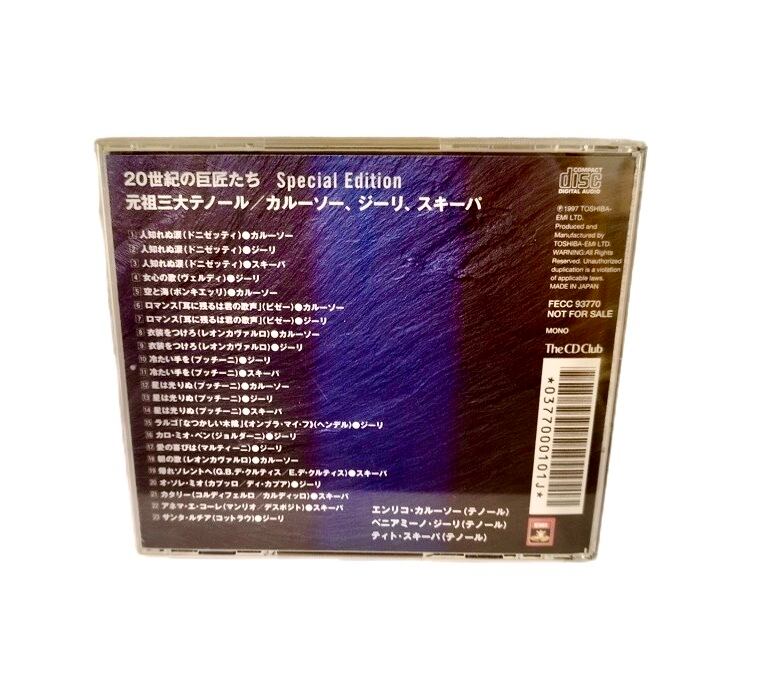 20世紀の巨匠たち Special Edition
元祖三大テノール／カルーソー、ジーリ、スキーパ
1 人知れぬ涙(ドニゼッティ)●カルーソー
2 人知れぬ涙(ドニゼッティ)●ジーリ
3 人知れぬ涙(ドニゼッティ)●スキーパ
4 女心の歌(ヴェルディ)●ジーリ
5 空と海(ポンキエッリ)●カルーソー
6 ロマンス「耳に残るは君の歌声」(ビゼー)●カルーソー
7 ロマンス「耳に残るは君の歌声」(ビゼー)●ジーリ
8 衣装をつけろ(レオンカヴァルロ)●カルーソー
9 衣装をつけろ(レオンカヴァルロ)●ジーリ
10 冷たい手を(プッチーニ)●ジーリ
11 冷たい手を(プッチーニ)●スキーパ
12 星は光りぬ(プッチーニ)●カルーソー
13 星は光りぬ(プッチーニ)●ジーリ
14 星は光りぬ(プッチーニ)●スキーパ
15 ラルゴ「なつかしい木陰」《オンブラ・マイ・フ》(ヘンデル)●ジーリ
16 カロ・ミオ・ベン(ジョルダーニ)●ジーリ
17 愛の喜びは(マルティーニ)●ジーリ
18 朝の歌(レオンカヴァルロ)●カルーソー
19 帰れソレントへ(G.B.デ・クルティス／E.デ・クルティス)●スキーパ
20 オ・ソレ・ミオ(カプッロ／ディ・カプア)●ジーリ
21 カタリー(コルディフェルロ／カルディッロ)●スキーパ
22 アネマ・エ・コーレ(マンリオ／デスポジト)●スキーパ
23 サンタ・ルチア(コットラウ)●ジーリ
エンリコ・カルーソー(テノール)
ベニアミーノ・ジーリ(テノール)
ティト・スキーパ(テノール)
COMPACT
disc
DIGITAL AUDIO
℗1997 TOSHIBA-
EMI LTD.
Produced and
Manufactured by
TOSHIBA-EMI LTD.
WARNING:All Rights
Reserved. Unauthorized
duplication is a violation
of applicable laws.
MADE IN JAPAN
FECC 93770
NOT FOR SALE
MONO
The CD Club
*0377000101J*
EMI